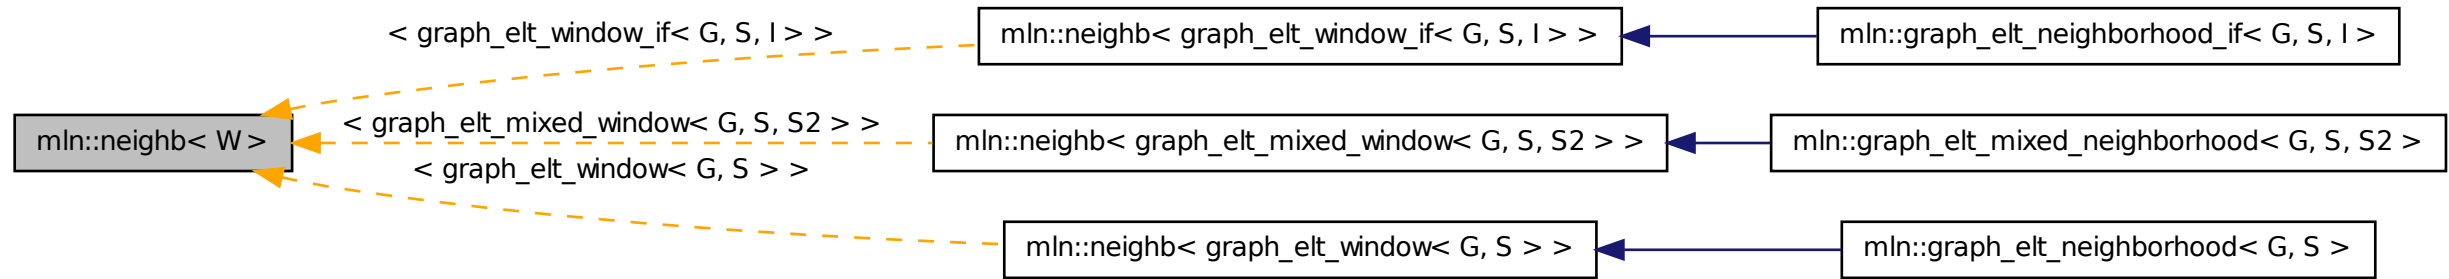 < graph_elt_window_if< G, S, I > >
mln::neighb< graph_elt_window_if< G, S, I > >
mln::graph_elt_neighborhood_if< G, S, I >
mln::neighb< W >
< graph_elt_mixed_window< G, S, S2 > >
mln::neighb< graph_elt_mixed_window< G, S, S2 > >
mln::graph_elt_mixed_neighborhood< G, S, S2 >
< graph_elt_window< G, S > >
mln::neighb< graph_elt_window< G, S > >
mln::graph_elt_neighborhood< G, S >